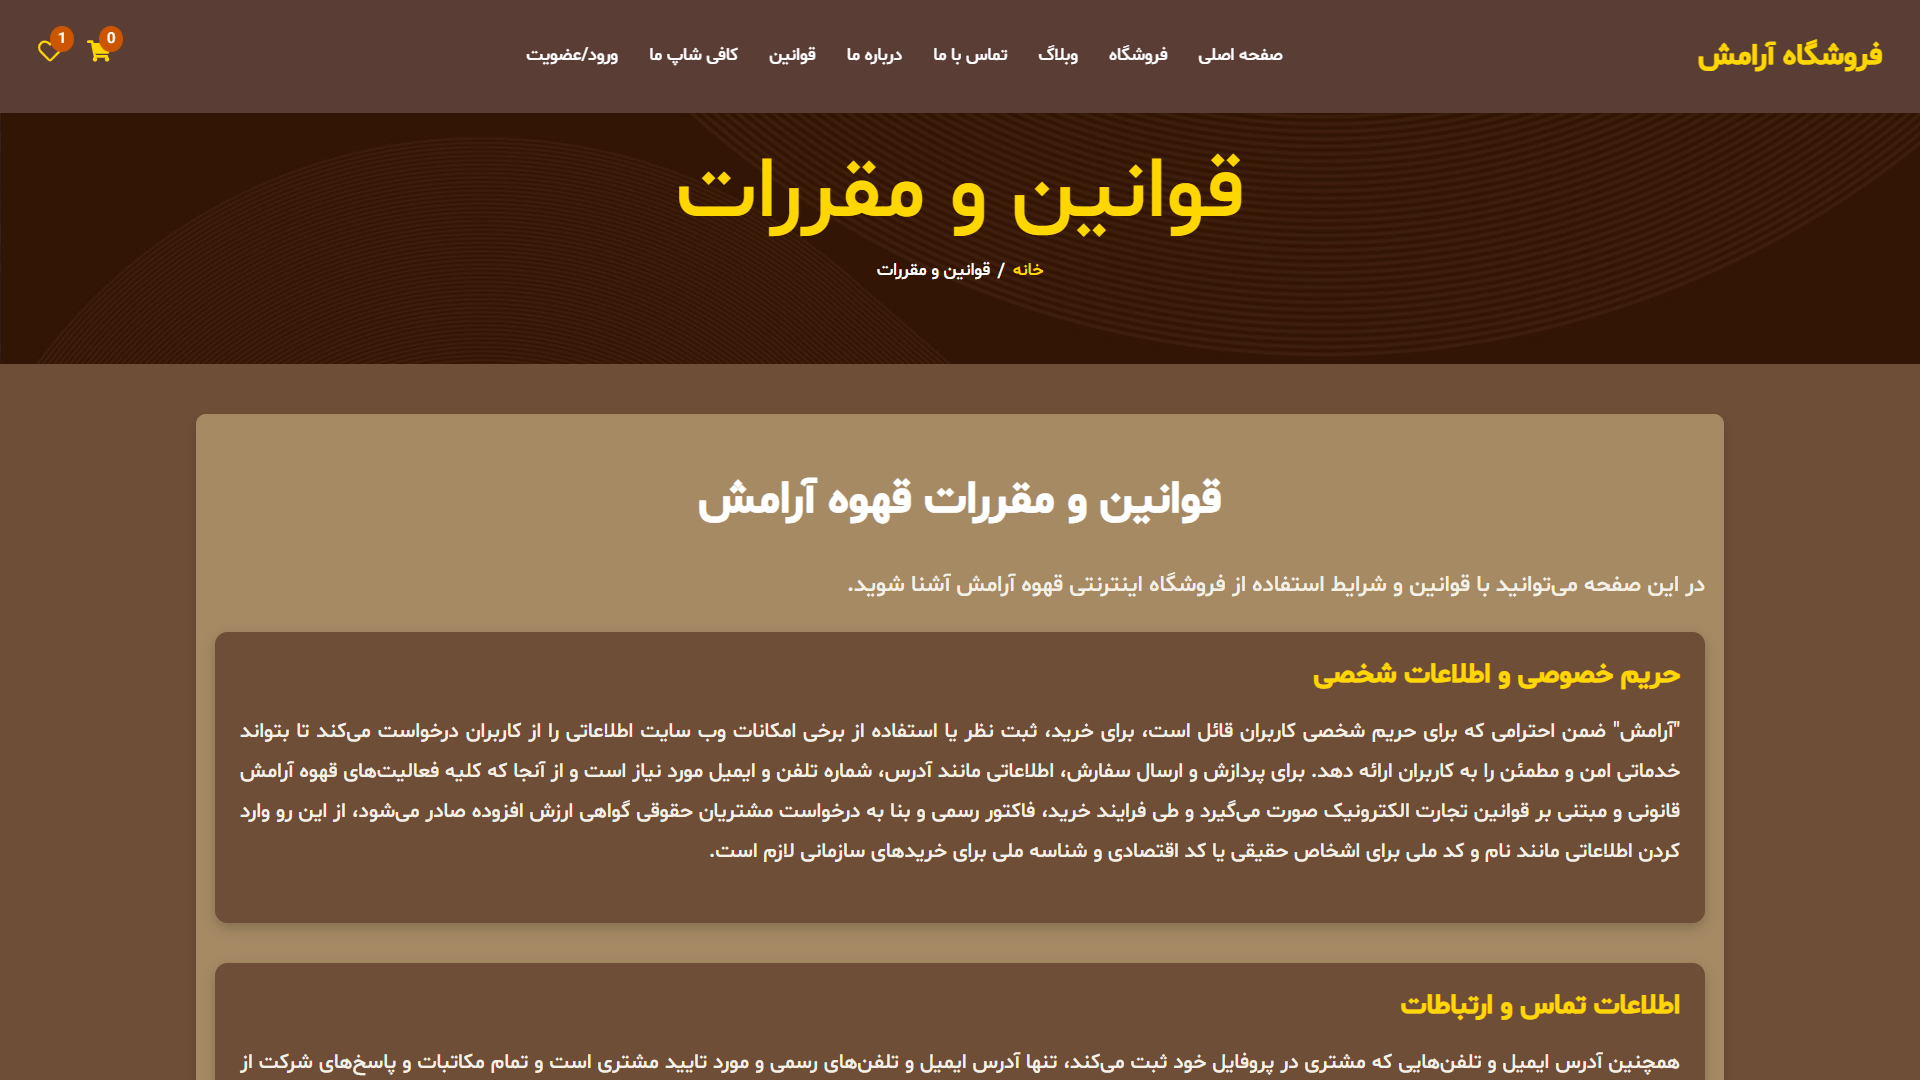 فروشگاه آرامش
صفحه اصلی
فروشگاه
وبلاگ
تماس با ما
درباره ما
قوانین
کافی شاپ ما
ورود/عضویت
0
1
قوانین و مقررات
خانه / قوانین و مقررات
قوانین و مقررات قهوه آرامش
در این صفحه می‌توانید با قوانین و شرایط استفاده از فروشگاه اینترنتی قهوه آرامش آشنا شوید.
حریم خصوصی و اطلاعات شخصی
"آرامش" ضمن احترامی که برای حریم شخصی کاربران قائل است، برای خرید، ثبت نظر یا استفاده از برخی امکانات وب سایت اطلاعاتی را از کاربران درخواست می‌کند تا بتواند
خدماتی امن و مطمئن را به کاربران ارائه دهد. برای پردازش و ارسال سفارش، اطلاعاتی مانند آدرس، شماره تلفن و ایمیل مورد نیاز است و از آنجا که کلیه فعالیت‌های قهوه آرامش
قانونی و مبتنی بر قوانین تجارت الکترونیک صورت می‌گیرد و طی فرایند خرید، فاکتور رسمی و بنا به درخواست مشتریان حقوقی گواهی ارزش افزوده صادر می‌شود، از این رو وارد
کردن اطلاعاتی مانند نام و کد ملی برای اشخاص حقیقی یا کد اقتصادی و شناسه ملی برای خریدهای سازمانی لازم است.
اطلاعات تماس و ارتباطات
همچنین آدرس ایمیل و تلفن‌هایی که مشتری در پروفایل خود ثبت می‌کند، تنها آدرس ایمیل و تلفن‌های رسمی و مورد تایید مشتری است و تمام مکاتبات و پاسخ‌های شرکت از